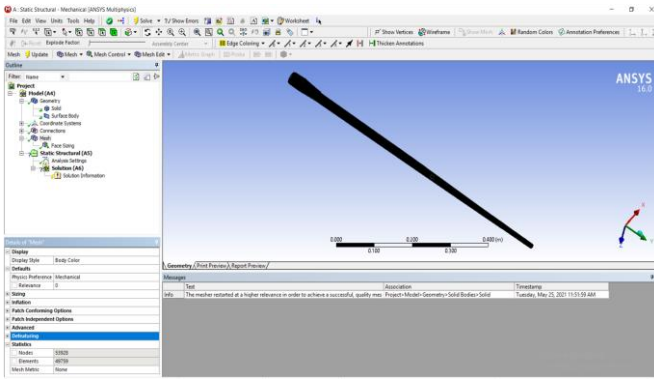 A : Static Structural - Mechanical [ANSYS Multiphysics]
File Edit View Units Tools Help Solve ?/ Show Errors Worksheet
Show Vertices Wireframe Show Mesh Random Colors Annotation Preferences
Explode Factor: Assembly Center Edge Coloring Thicken Annotations
Mesh Update Mesh Mesh Control Mesh Edit Metric Graph
Outline
Filter: Name
Project
Model (A4)
Geometry
Solid
Surface Body
Coordinate Systems
Connections
Mesh
Face Sizing
Static Structural (A5)
Analysis Settings
Solution (A6)
Solution Information
ANSYS
16.0
0.000 0.200 0.400 (m)
0.100 0.300
X
Y
Z
Geometry Print Preview Report Preview
Details of "Mesh"
Display
Display Style Body Color
Defaults
Physics Preference Mechanical
Relevance 0
Sizing
Inflation
Patch Conforming Options
Patch Independent Options
Advanced
Defeaturing
Statistics
Nodes
Elements
Mesh Metric None
Messages
Text Association Timestamp
Info The mesher restarted at a higher relevance in order to achieve a successful, quality mes Project>Model>Geometry>Solid Bodies>Solid Tuesday, May 25, 2021 11:51:59 AM